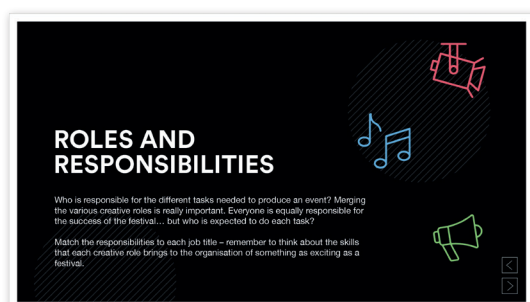 ROLES AND
RESPONSIBILITIES
Who is responsible for the different tasks needed to produce an event? Merging
the various creative roles is really important. Everyone is equally responsible for
the success of the festival… but who is expected to do each task?
Match the responsibilities to each job title – remember to think about the skills
that each creative role brings to the organisation of something as exciting as a
festival.